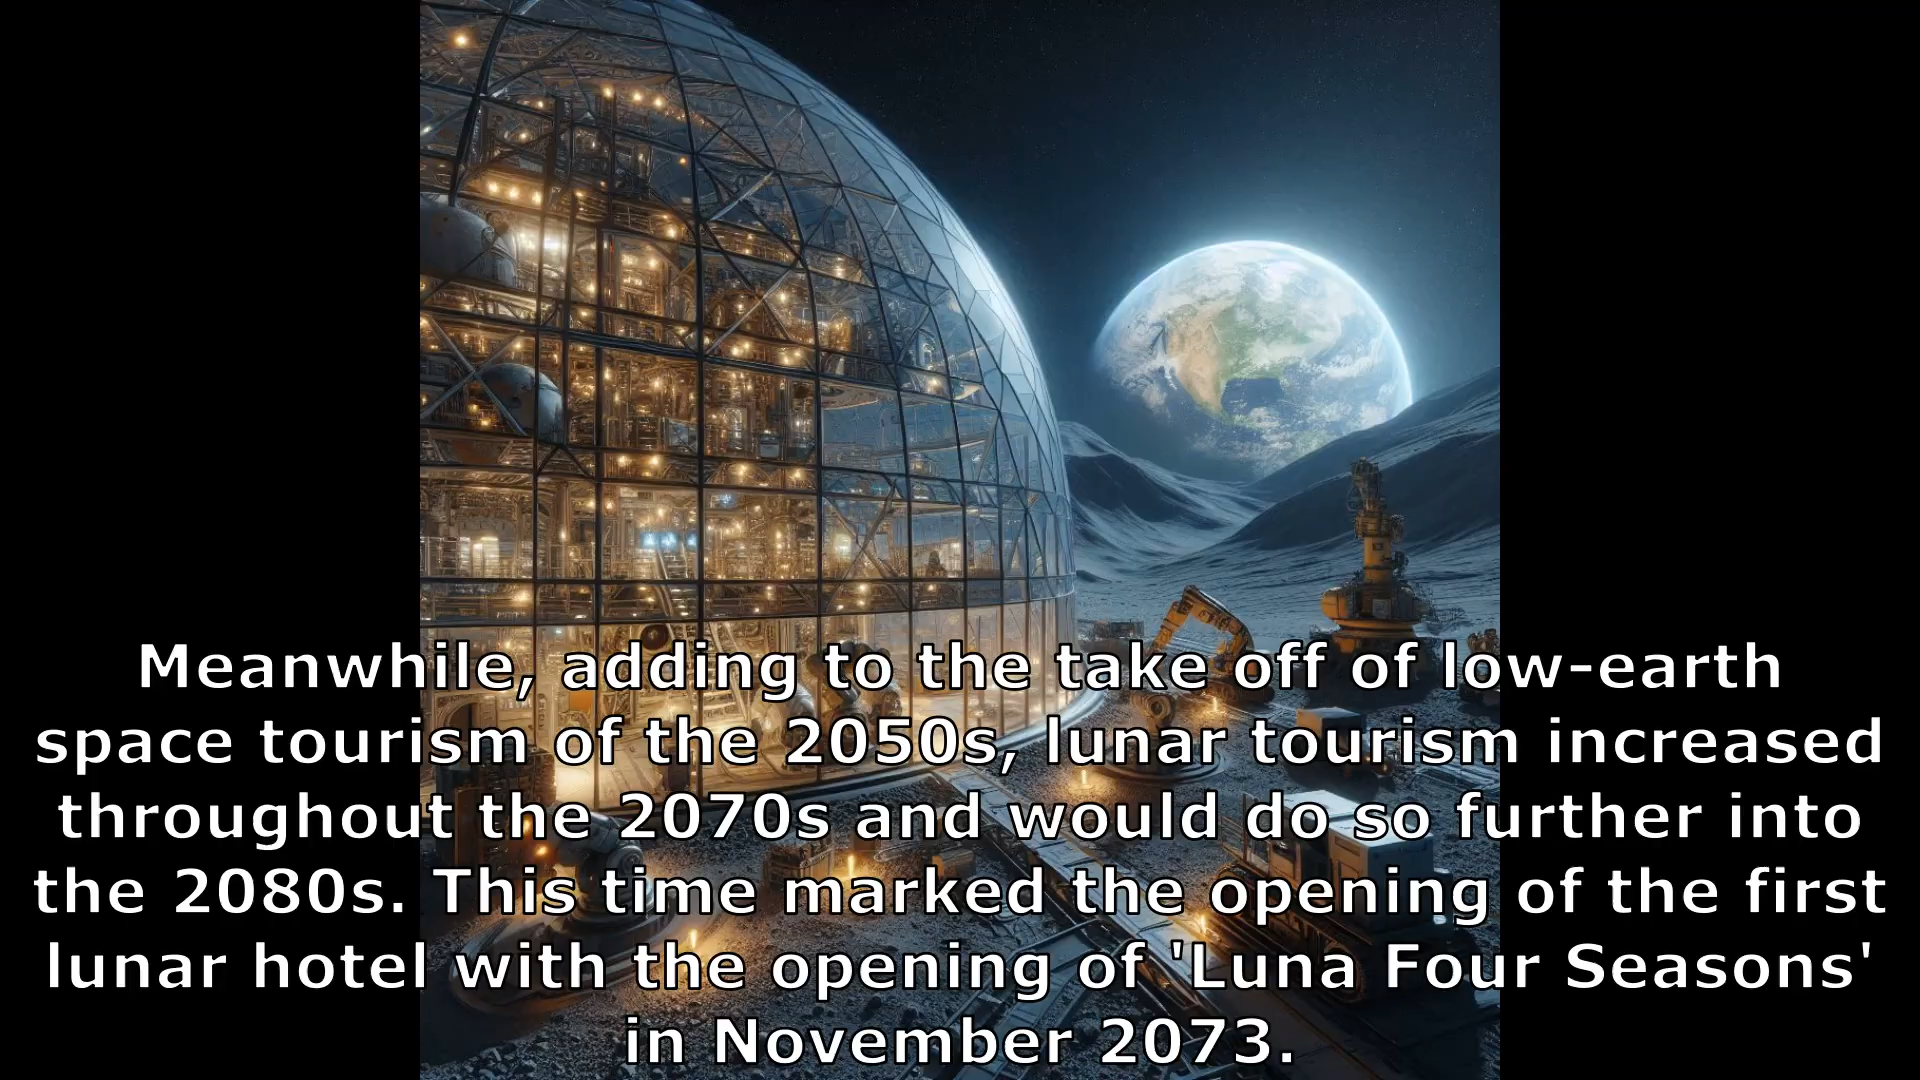 Meanwhile, adding to the take off of low-earth
space tourism of the 2050s, lunar tourism increased
throughout the 2070s and would do so further into
the 2080s. This time marked the opening of the first
lunar hotel with the opening of 'Luna Four Seasons'
in November 2073.